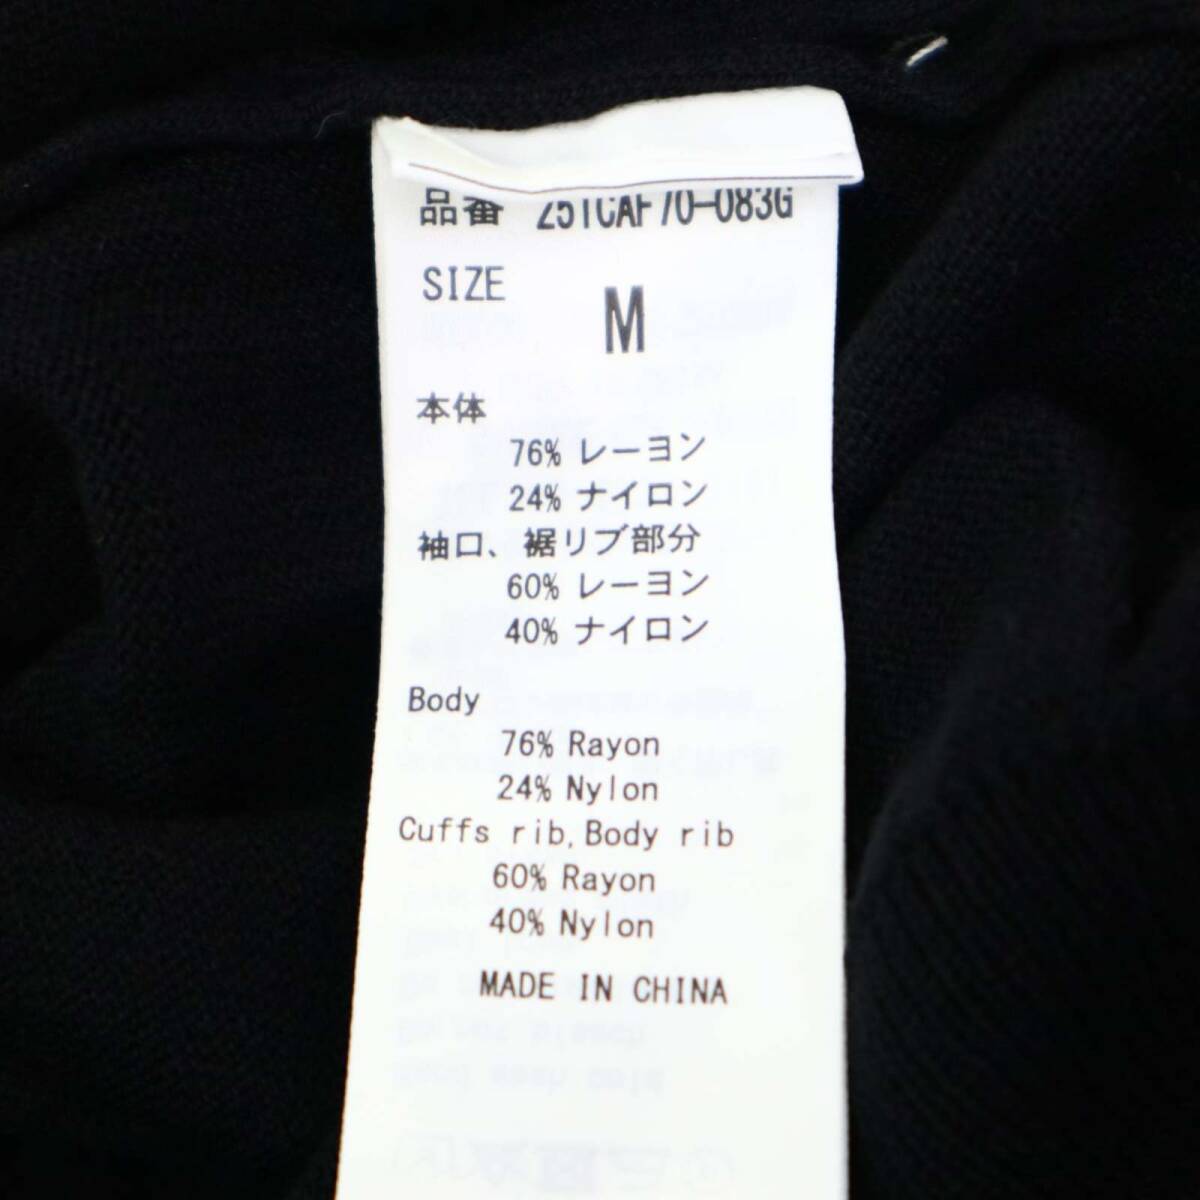 品番 251CAF70-083G
SIZE
M
本体
76% レーヨン
24% ナイロン
袖口、裾リブ部分
60% レーヨン
40% ナイロン
Body
76% Rayon
24% Nylon
Cuffs rib,Body rib
60% Rayon
40% Nylon
MADE IN CHINA